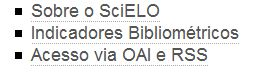 Sobre o SciELO
Indicadores Bibliométricos
Acesso via OAI e RSS